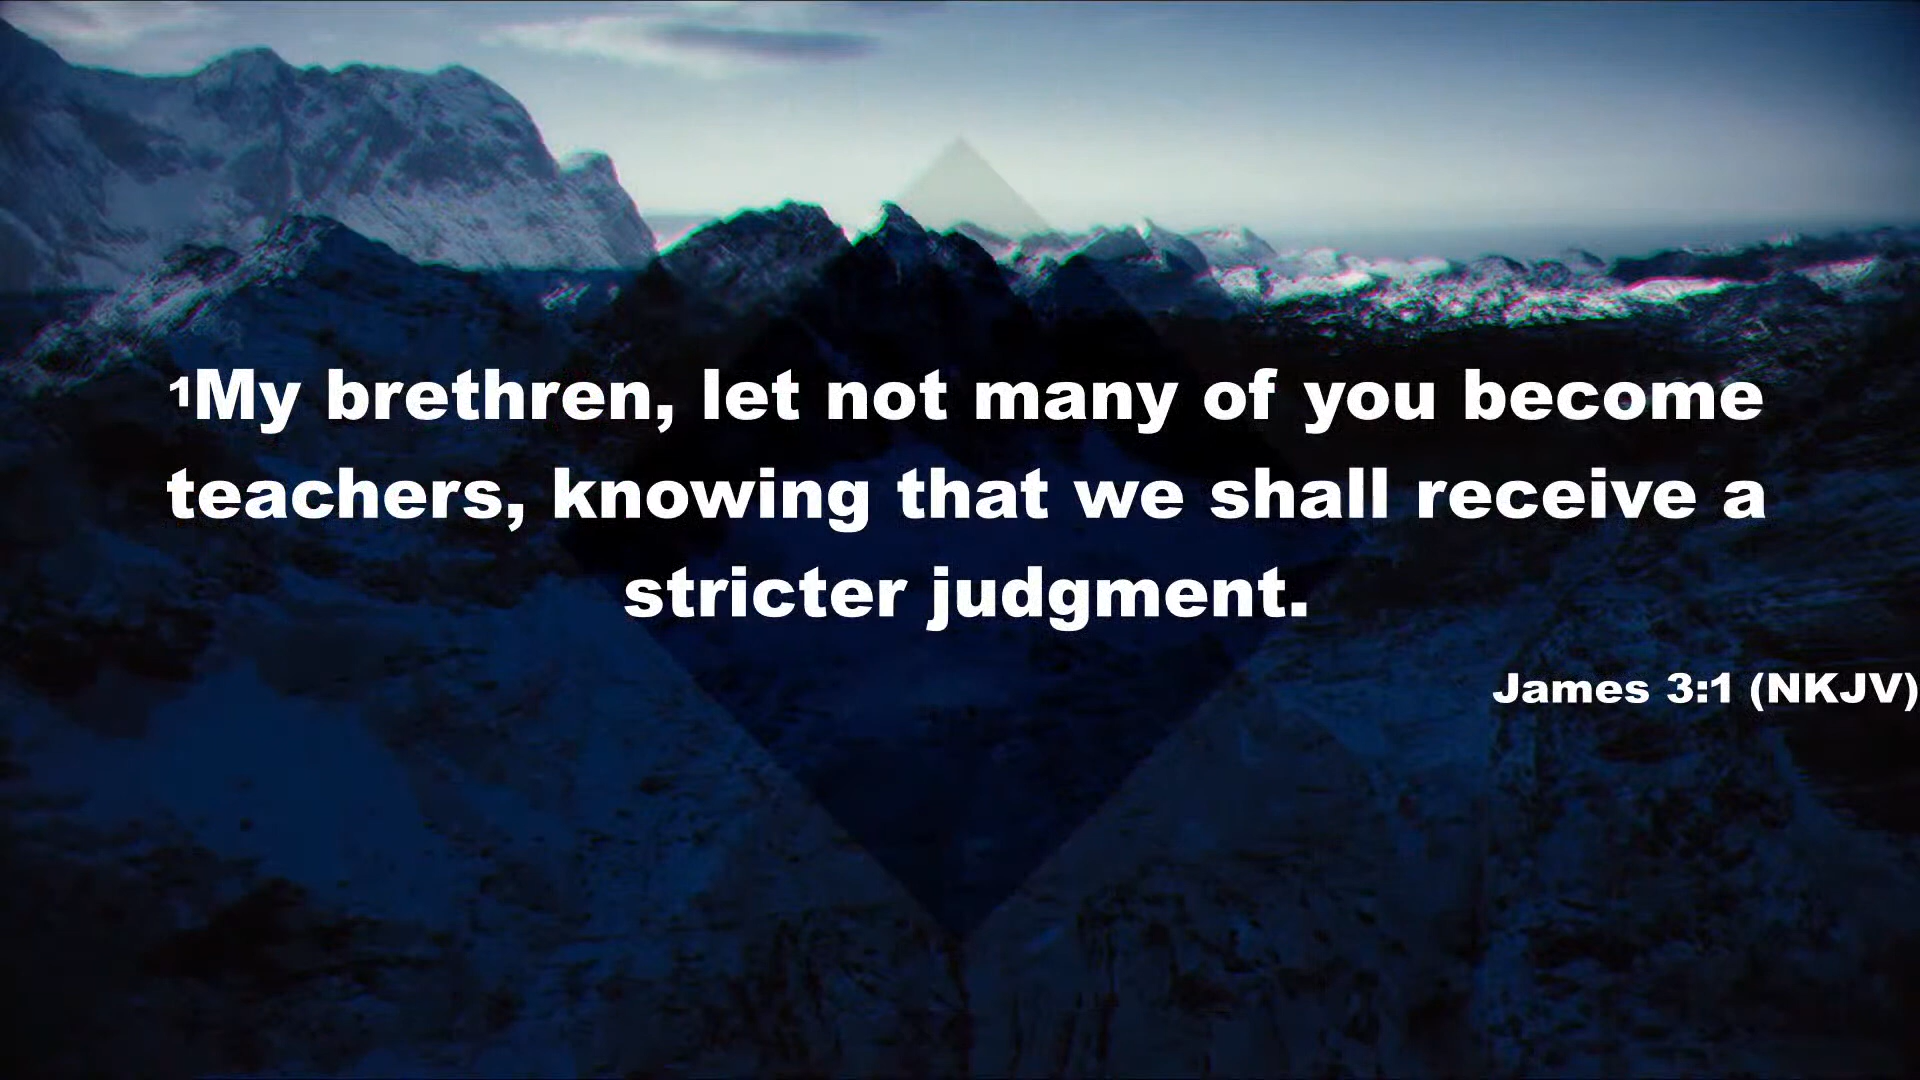 ¹My brethren, let not many of you become
teachers, knowing that we shall receive a
stricter judgment.
James 3:1 (NKJV)